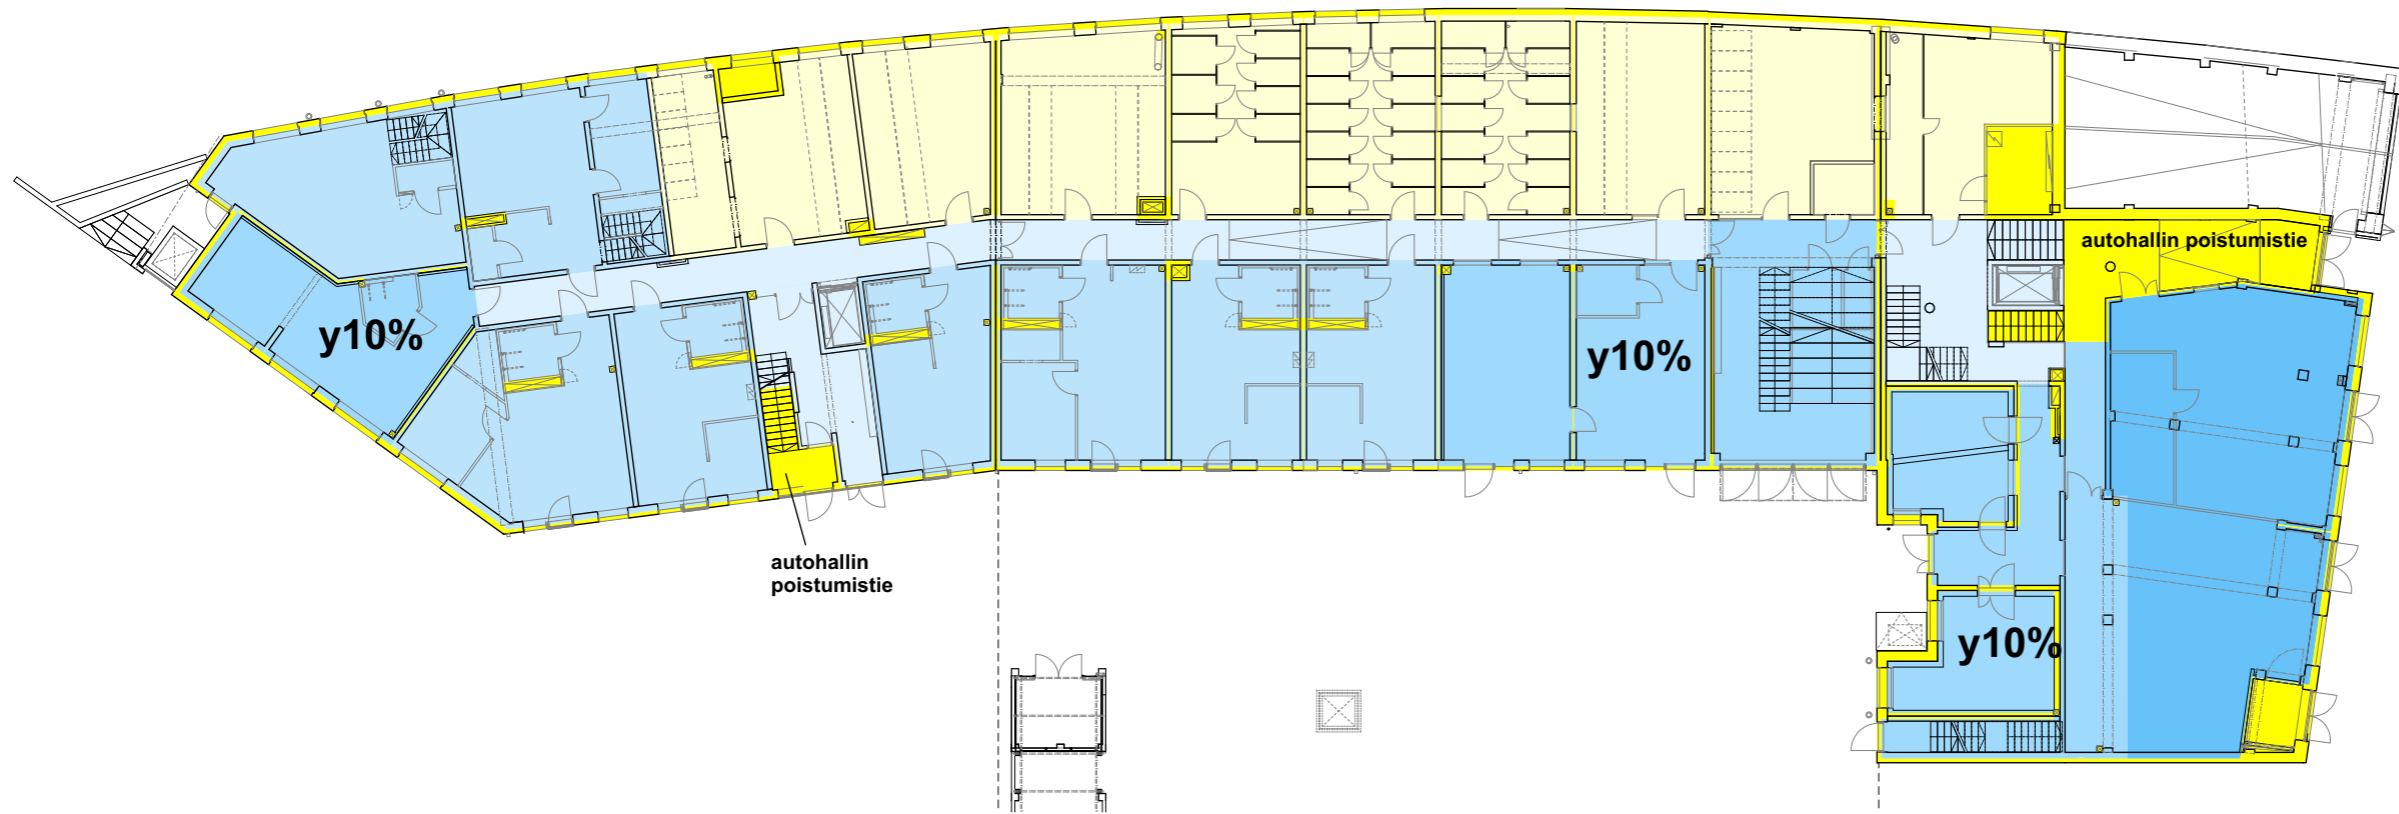 autohallin poistumistie
y10%
y10%
autohallin
poistumistie
y10%